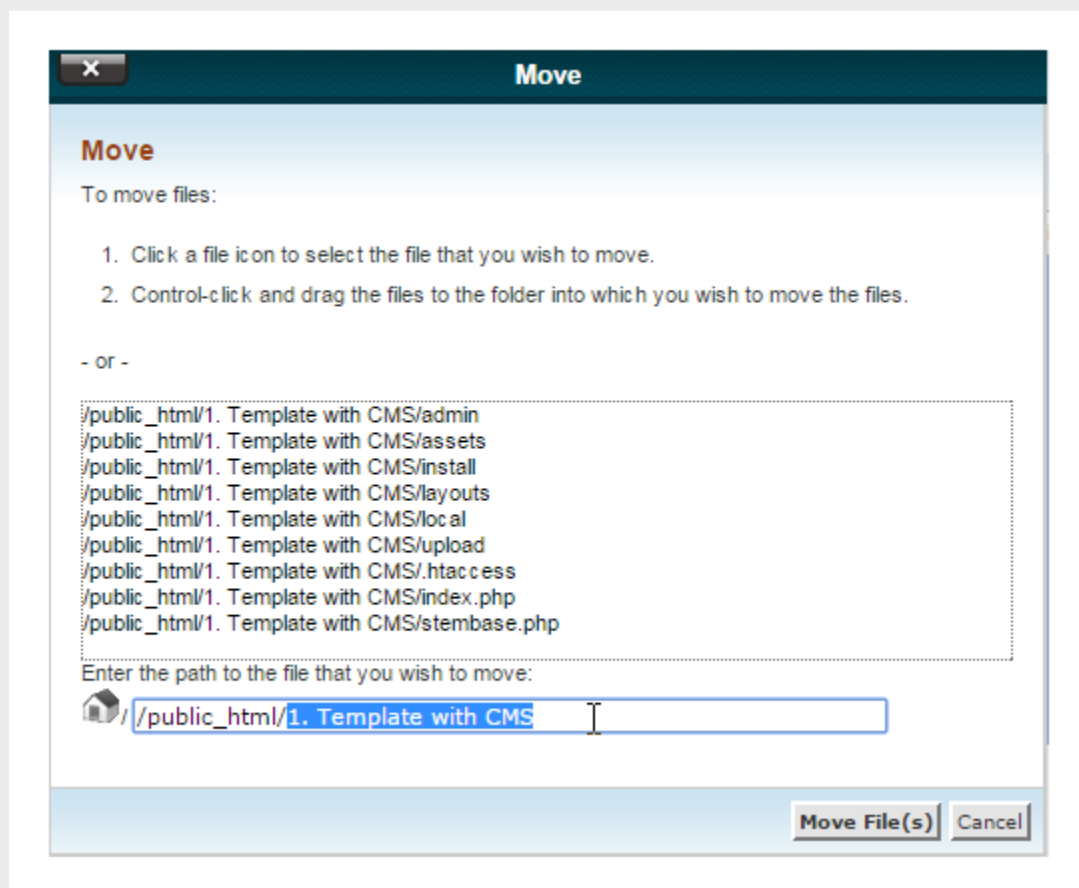 Move
Move
To move files:
1. Click a file icon to select the file that you wish to move.
2. Control-click and drag the files to the folder into which you wish to move the files.
- or -
/public_html/1. Template with CMS/admin
/public_html/1. Template with CMS/assets
/public_html/1. Template with CMS/install
/public_html/1. Template with CMS/layouts
/public_html/1. Template with CMS/local
/public_html/1. Template with CMS/upload
/public_html/1. Template with CMS/.htaccess
/public_html/1. Template with CMS/index.php
/public_html/1. Template with CMS/stembase.php
Enter the path to the file that you wish to move:
/ /public_html/1. Template with CMS
Move File(s) Cancel